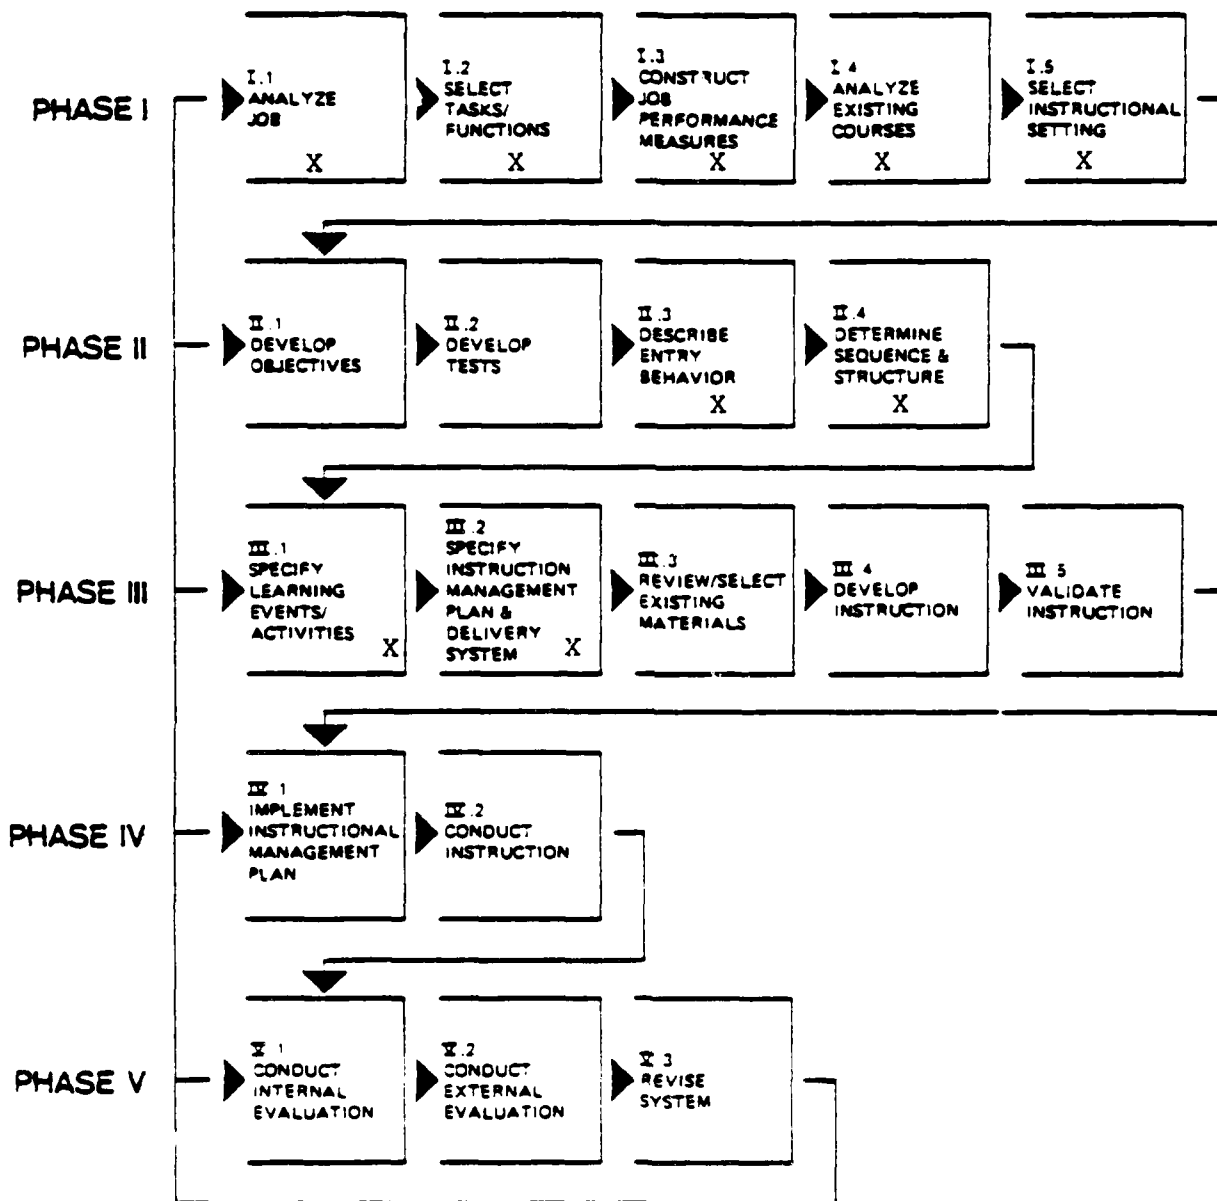 PHASE I
I.1
ANALYZE
JOB
X
I.2
SELECT
TASKS/
FUNCTIONS
X
I.3
CONSTRUCT
JOB
PERFORMANCE
MEASURES
X
I 4
ANALYZE
EXISTING
COURSES
X
I.5
SELECT
INSTRUCTIONAL
SETTING
X
PHASE II
II.1
DEVELOP
OBJECTIVES
II.2
DEVELOP
TESTS
II.3
DESCRIBE
ENTRY
BEHAVIOR
X
II.4
DETERMINE
SEQUENCE &
STRUCTURE
X
PHASE III
III.1
SPECIFY
LEARNING
EVENTS/
ACTIVITIES
X
III.2
SPECIFY
INSTRUCTION
MANAGEMENT
PLAN &
DELIVERY
SYSTEM
X
III.3
REVIEW/SELECT
EXISTING
MATERIALS
III 4
DEVELOP
INSTRUCTION
III 5
VALIDATE
INSTRUCTION
PHASE IV
IV 1
IMPLEMENT
INSTRUCTIONAL
MANAGEMENT
PLAN
IV.2
CONDUCT
INSTRUCTION
PHASE V
V 1
CONDUCT
INTERNAL
EVALUATION
V.2
CONDUCT
EXTERNAL
EVALUATION
V 3
REVISE
SYSTEM